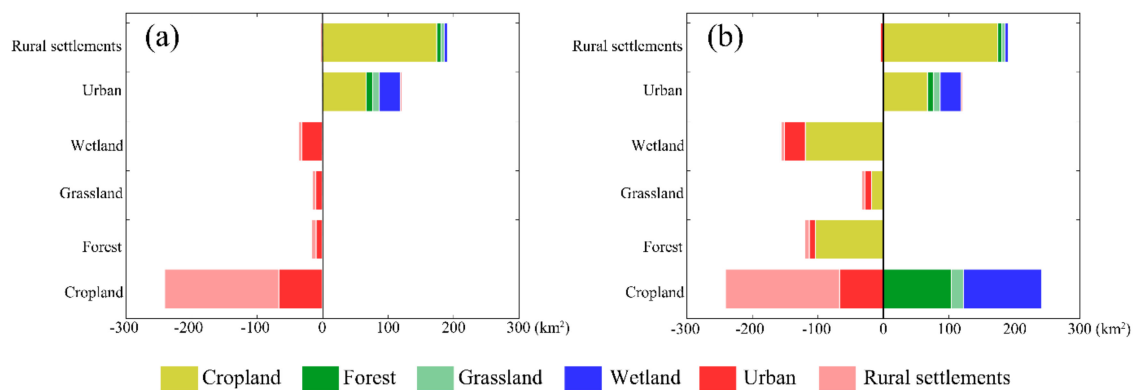 (a)
Rural settlements
Urban
Wetland
Grassland
Forest
Cropland
-300 -200 -100 0 100 200 300 (km²)
(b)
Rural settlements
Urban
Wetland
Grassland
Forest
Cropland
-300 -200 -100 0 100 200 300 (km²)
Cropland Forest Grassland Wetland Urban Rural settlements